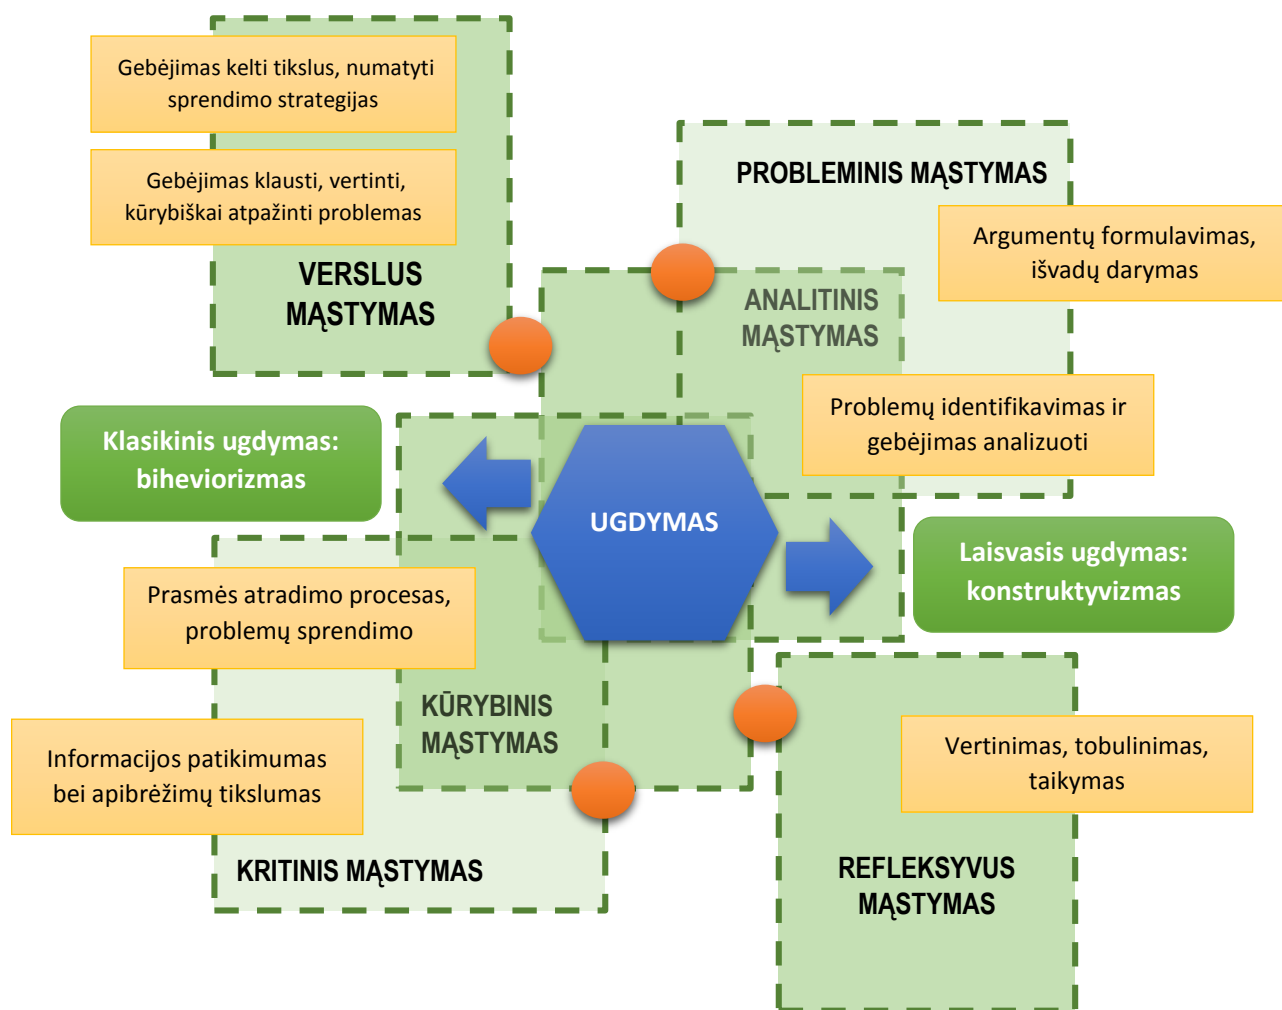 Gebėjimas kelti tikslus, numatyti
sprendimo strategijas
Gebėjimas klausti, vertinti,
kūrybiškai atpažinti problemas
VERSLUS
MĄSTYMAS
PROBLEMINIS MĄSTYMAS
Argumentų formulavimas,
išvadų darymas
ANALITINIS
MĄSTYMAS
Problemų identifikavimas ir
gebėjimas analizuoti
Klasikinis ugdymas:
biheviorizmas
UGDYMAS
Laisvasis ugdymas:
konstruktyvizmas
Prasmės atradimo procesas,
problemų sprendimo
KŪRYBINIS
MĄSTYMAS
Informacijos patikimumas
bei apibrėžimų tikslumas
KRITINIS MĄSTYMAS
Vertinimas, tobulinimas,
taikymas
REFLEKSYVUS
MĄSTYMAS